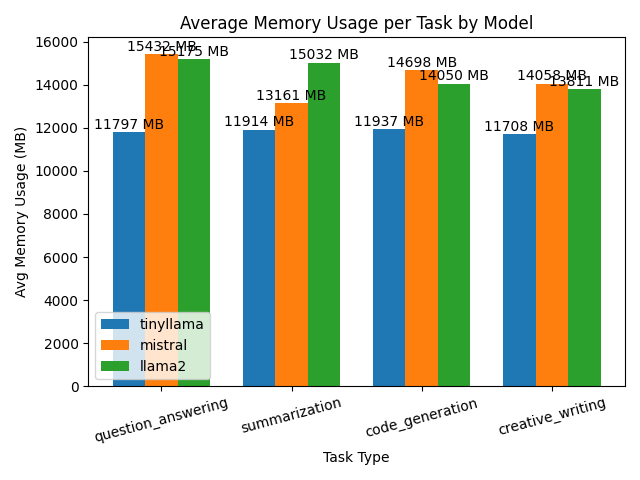 Average Memory Usage per Task by Model
Avg Memory Usage (MB)
16000
14000
12000
10000
8000
6000
4000
2000
0
11797 MB
15432 MB
15175 MB
11914 MB
13161 MB
15032 MB
11937 MB
14698 MB
14050 MB
11708 MB
14058 MB
13811 MB
tinyllama
mistral
llama2
question_answering
summarization
code_generation
creative_writing
Task Type